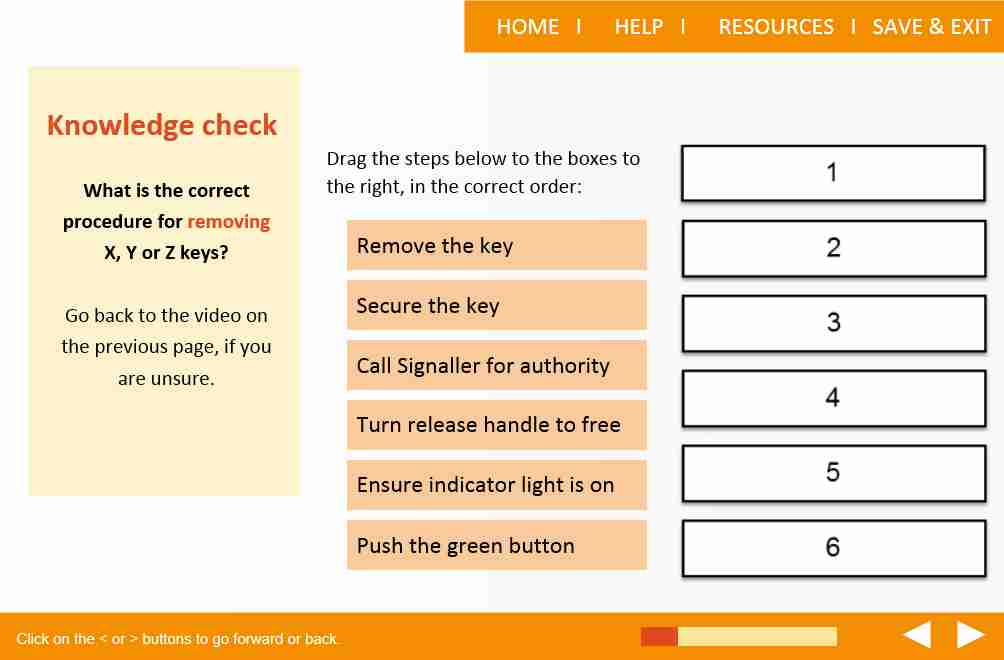 HOME I HELP I RESOURCES I SAVE & EXIT
Knowledge check
What is the correct
procedure for removing
X, Y or Z keys?
Go back to the video on
the previous page, if you
are unsure.
Drag the steps below to the boxes to
the right, in the correct order:
Remove the key
Secure the key
Call Signaller for authority
Turn release handle to free
Ensure indicator light is on
Push the green button
1
2
3
4
5
6
Click on the < or > buttons to go forward or back.